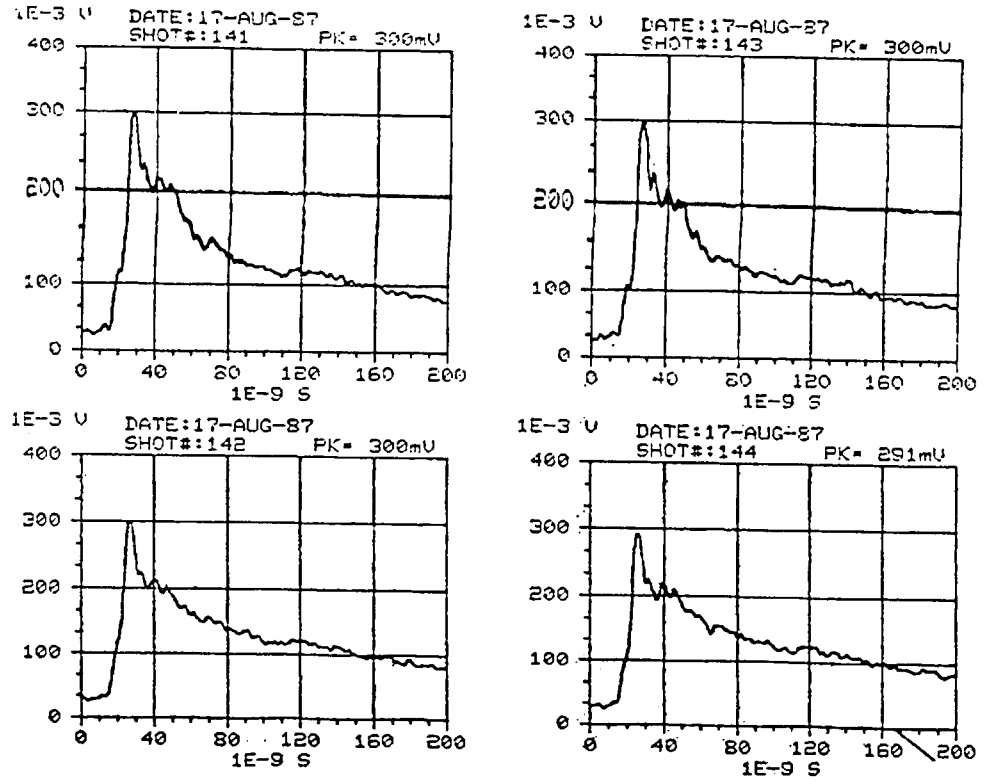 1E-3 V DATE:17-AUG-87
SHOT#:141 PK= 300mV
400
300
200
100
0
0 40 80 120 160 200
1E-9 S
1E-3 V DATE:17-AUG-87
SHOT#:143 PK= 300mV
400
300
200
100
0
0 40 80 120 160 200
1E-9 S
1E-3 V DATE:17-AUG-87
SHOT#:142 PK= 300mV
400
300
200
100
0
0 40 80 120 160 200
1E-9 S
1E-3 V DATE:17-AUG-87
SHOT#:144 PK= 291mV
400
300
200
100
0
0 40 80 120 160 200
1E-9 S